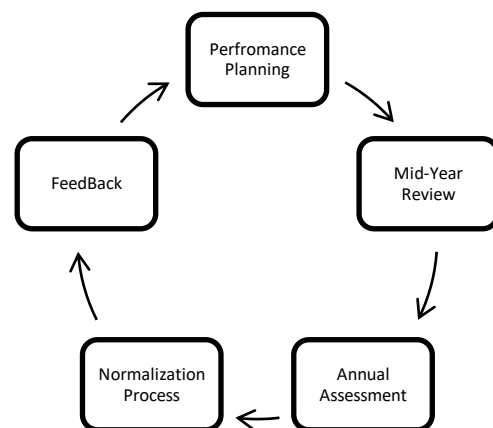 Perfromance
Planning
Mid-Year
Review
Annual
Assessment
Normalization
Process
FeedBack